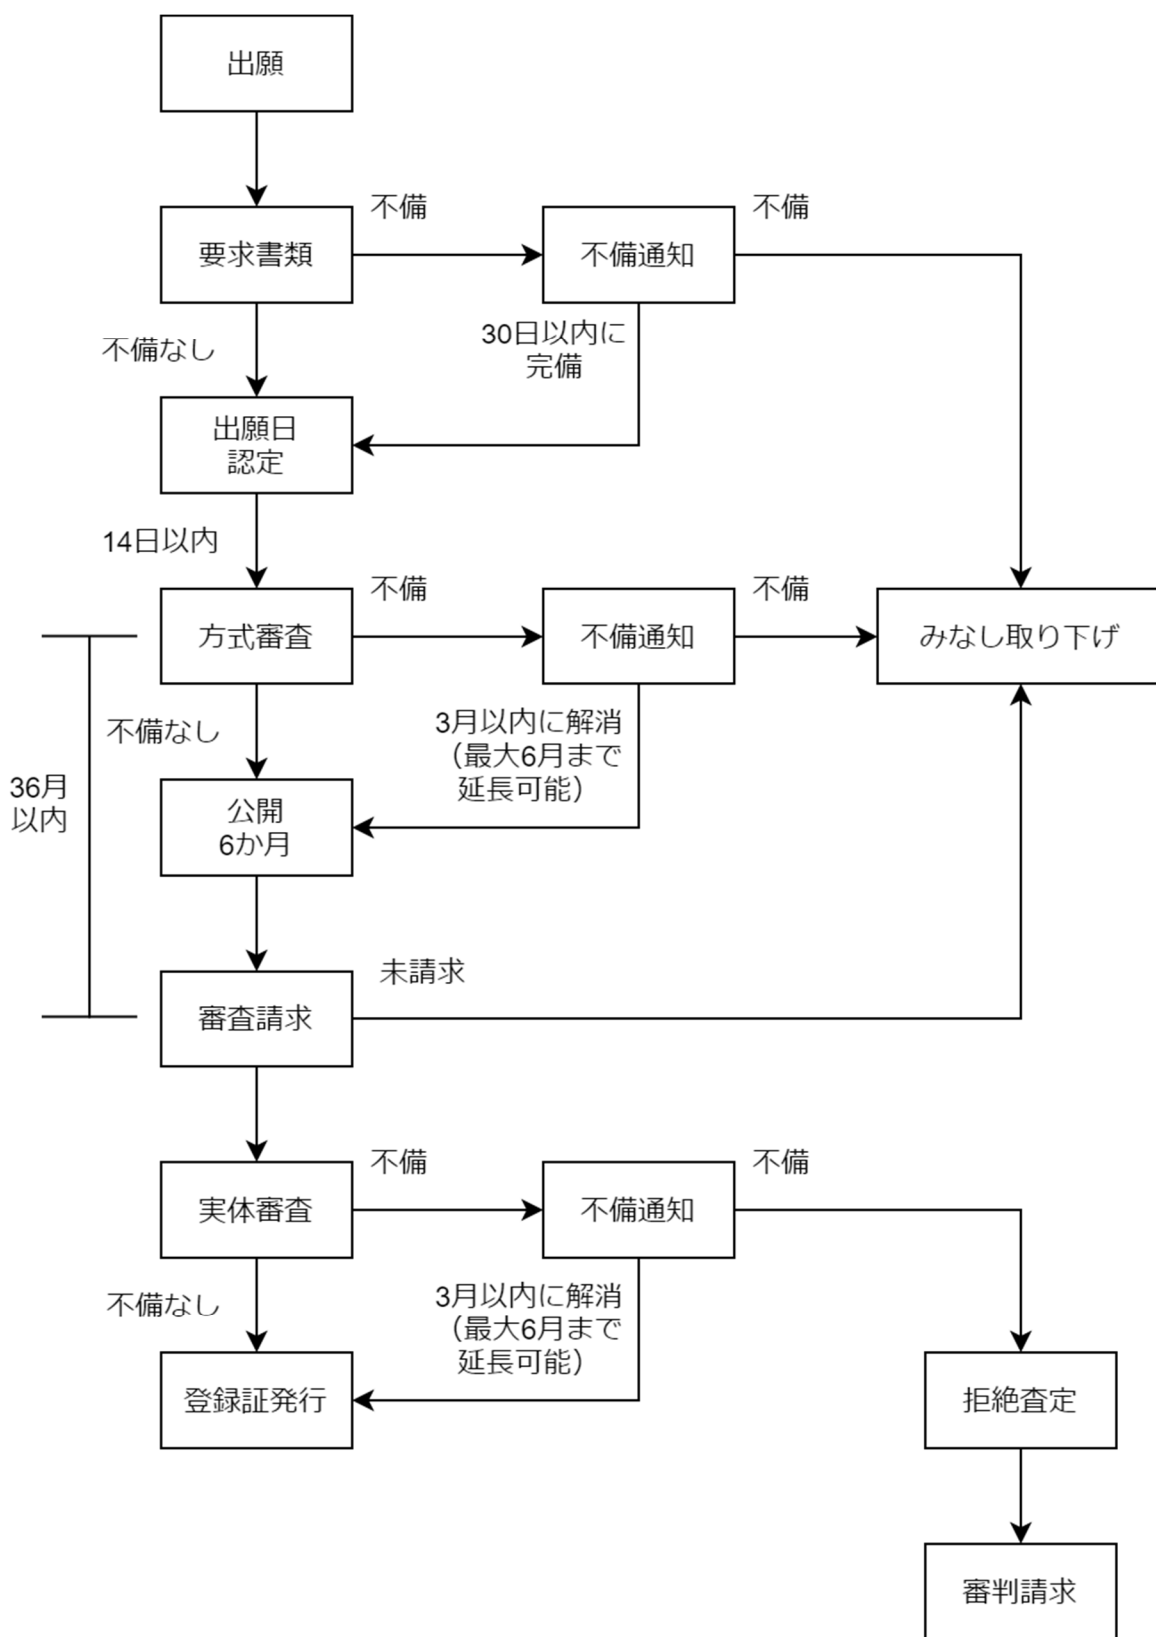 出願
不備
不備
要求書類
不備通知
不備なし
30日以内に
完備
出願日
認定
14日以内
不備
不備
方式審査
不備通知
みなし取り下げ
不備なし
3月以内に解消
（最大6月まで
延長可能）
36月
以内
公開
6か月
未請求
審査請求
不備
不備
実体審査
不備通知
不備なし
3月以内に解消
（最大6月まで
延長可能）
登録証発行
拒絶査定
審判請求